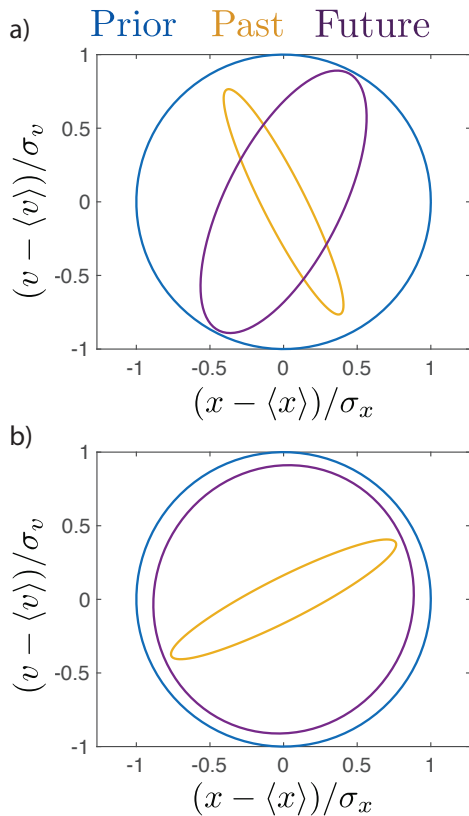 Prior Past Future
a)
1
0.5
0
-0.5
-1
(v − ⟨v⟩)/σ_v
-1 -0.5 0 0.5 1
(x − ⟨x⟩)/σ_x
b)
1
0.5
0
-0.5
-1
(v − ⟨v⟩)/σ_v
-1 -0.5 0 0.5 1
(x − ⟨x⟩)/σ_x